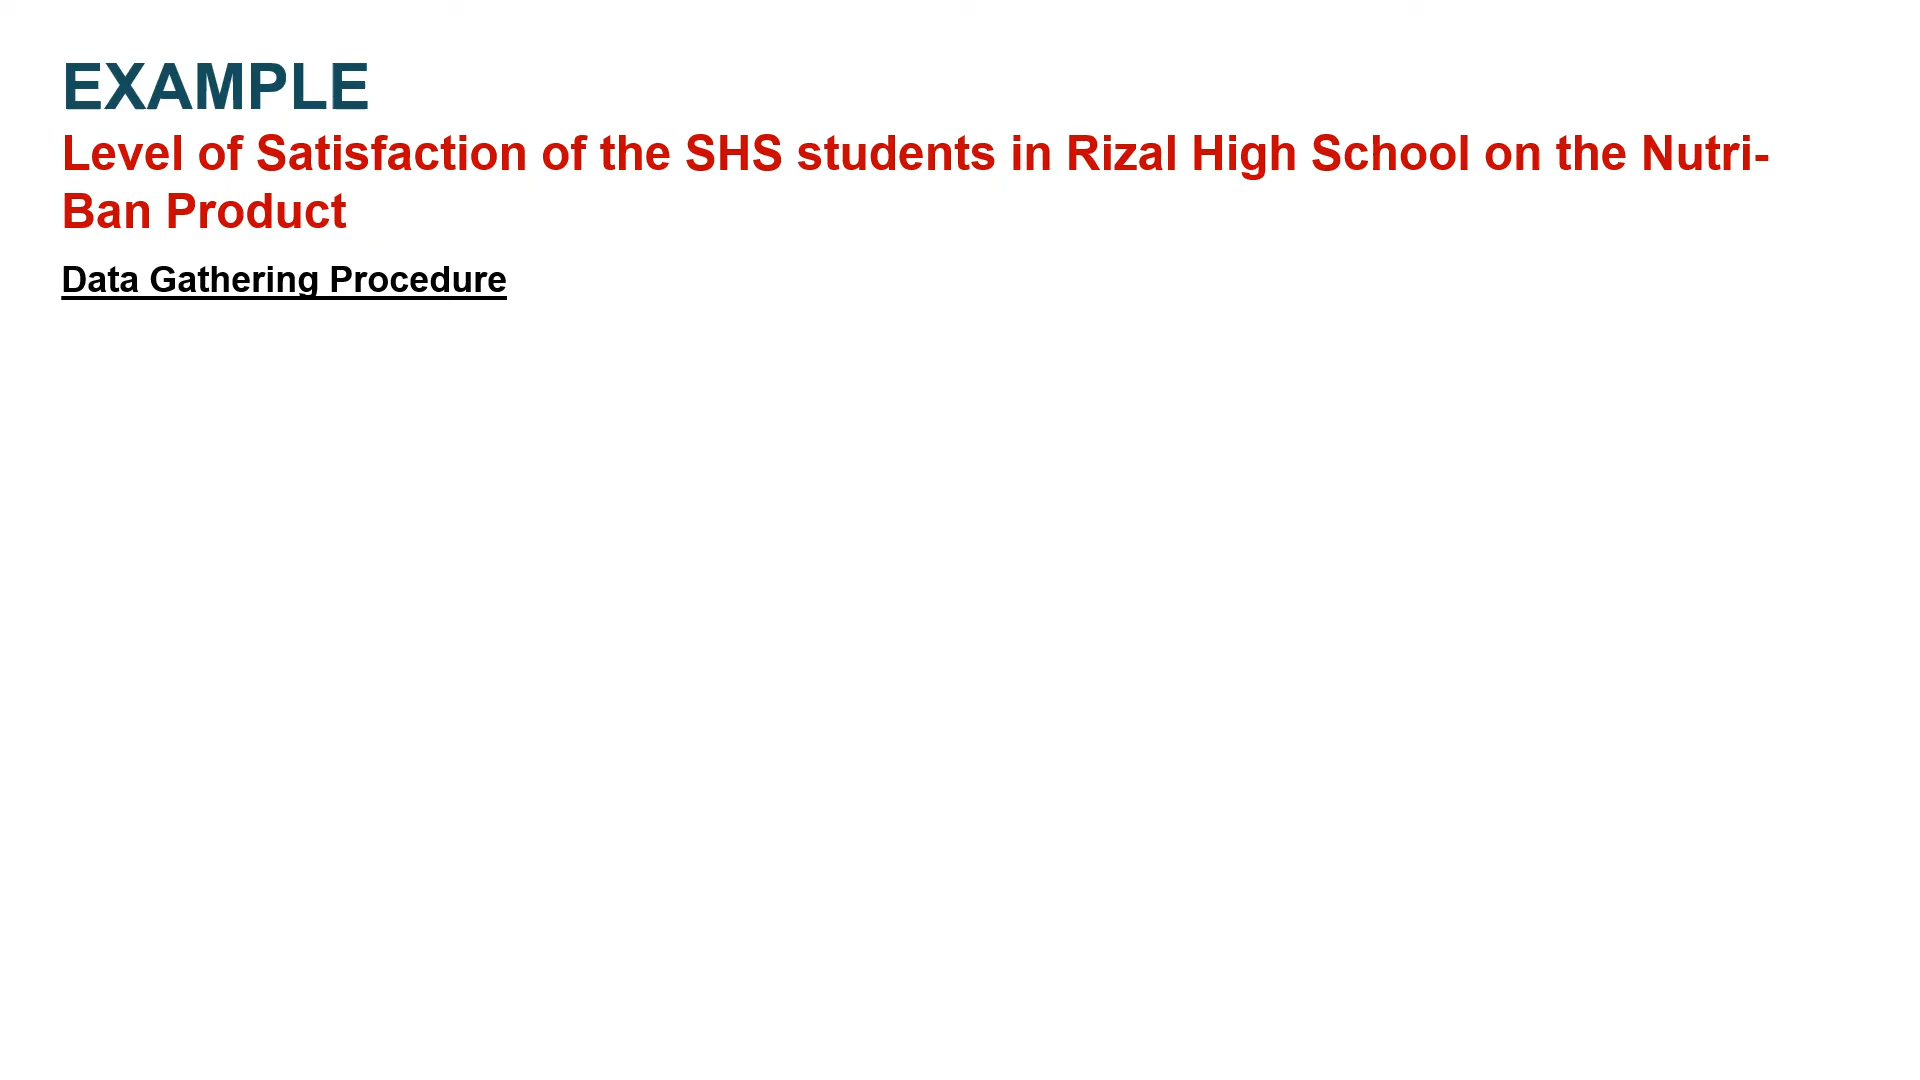 EXAMPLE
Level of Satisfaction of the SHS students in Rizal High School on the Nutri-
Ban Product
Data Gathering Procedure